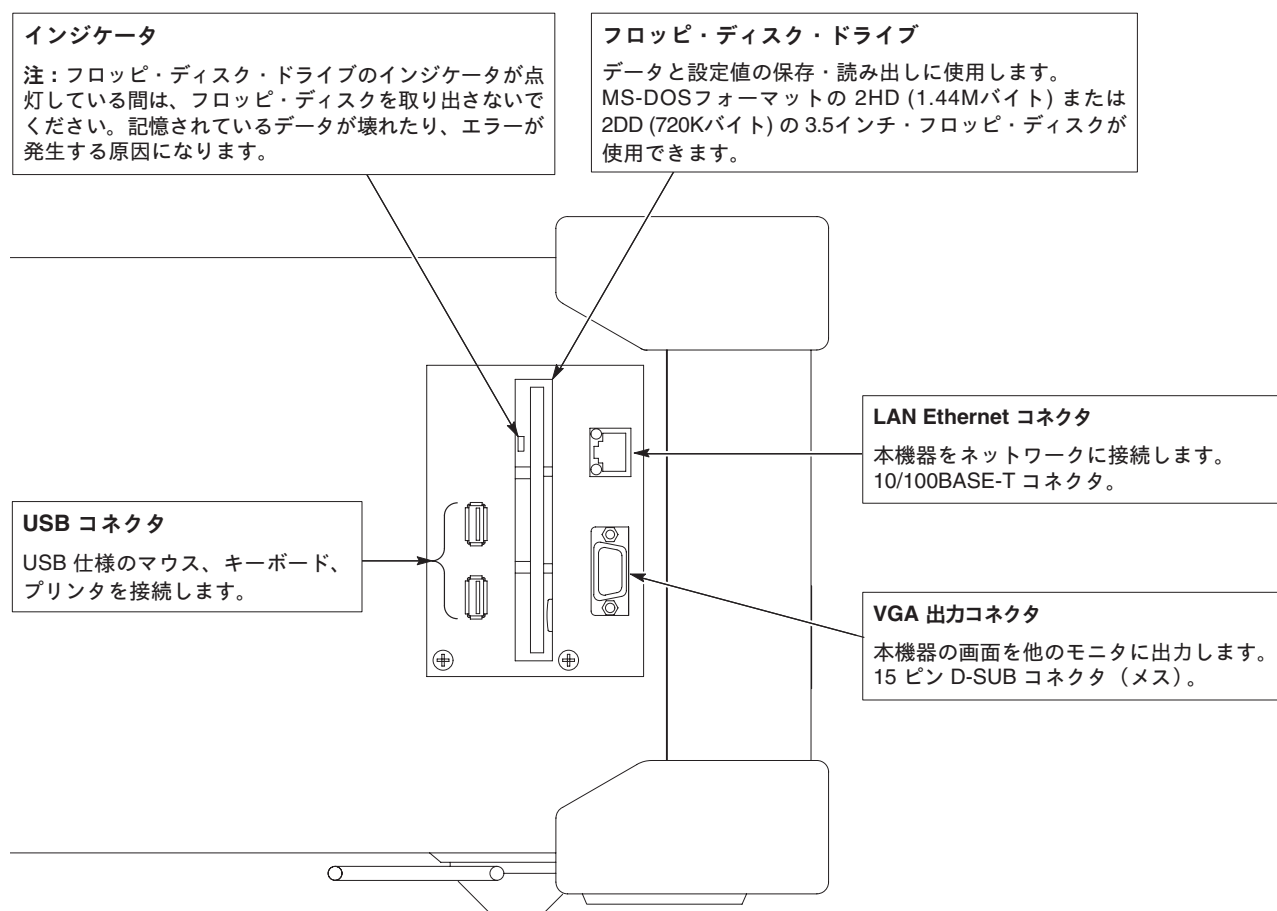 インジケータ
注：フロッピ・ディスク・ドライブのインジケータが点
灯している間は、フロッピ・ディスクを取り出さないで
ください。記憶されているデータが壊れたり、エラーが
発生する原因になります。
フロッピ・ディスク・ドライブ
データと設定値の保存・読み出しに使用します。
MS-DOSフォーマットの 2HD (1.44Mバイト) または
2DD (720Kバイト) の 3.5インチ・フロッピ・ディスクが
使用できます。
LAN Ethernet コネクタ
本機器をネットワークに接続します。
10/100BASE-T コネクタ。
USB コネクタ
USB 仕様のマウス、キーボード、
プリンタを接続します。
VGA 出力コネクタ
本機器の画面を他のモニタに出力します。
15 ピン D-SUB コネクタ（メス）。